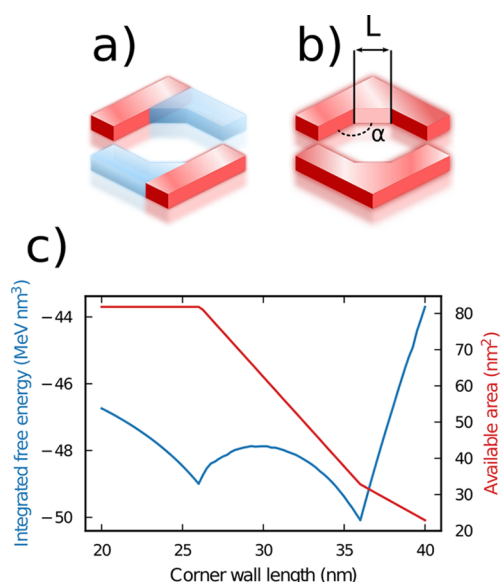 a)
b)
L
α
c)
Integrated free energy (MeV nm³)
−44
−46
−48
−50
80
70
60
50
40
30
20
Available area (nm²)
20
25
30
35
40
Corner wall length (nm)